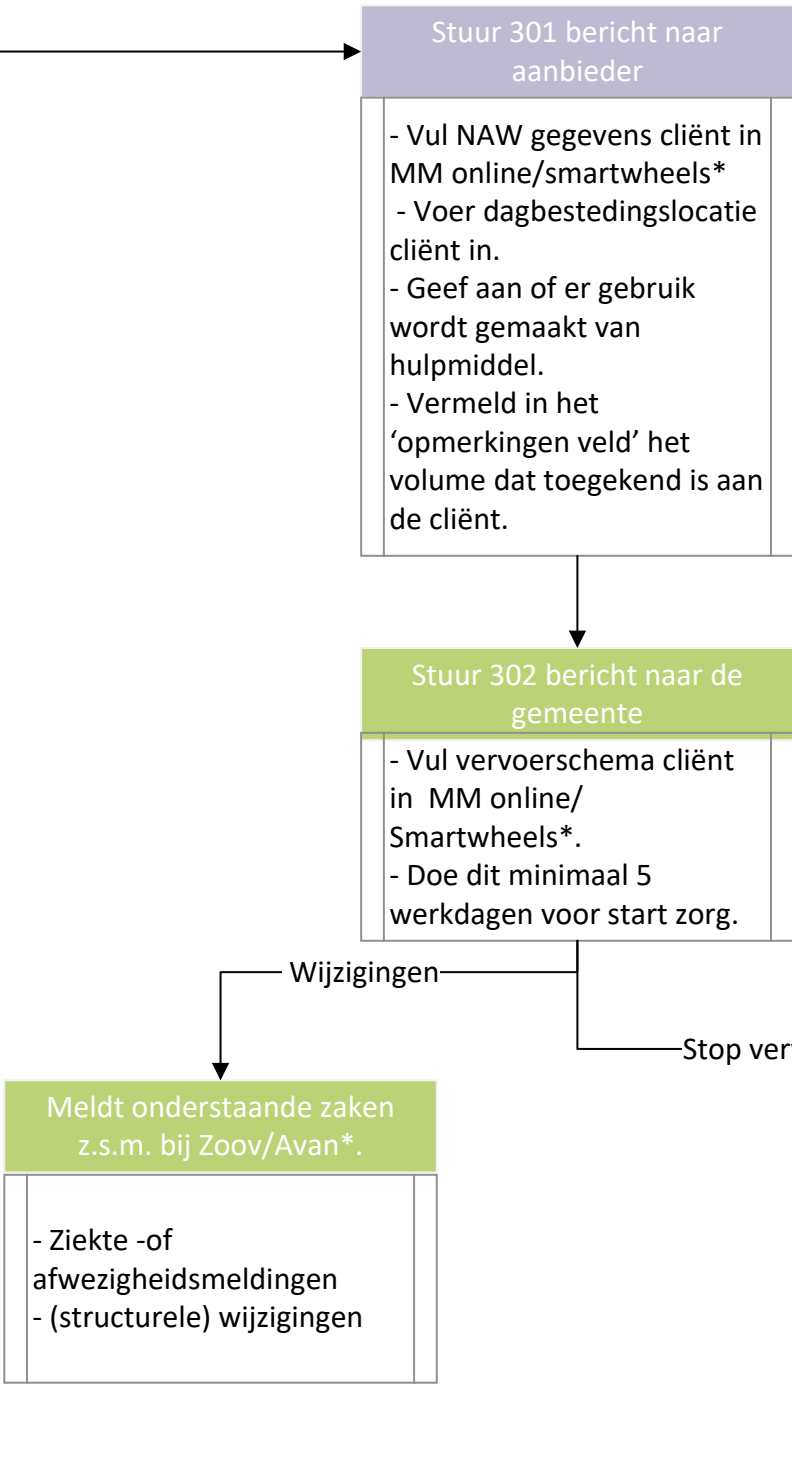 Stuur 301 bericht naar
aanbieder
- Vul NAW gegevens cliënt in
MM online/smartwheels*
- Voer dagbestedingslocatie
cliënt in.
- Geef aan of er gebruik
wordt gemaakt van
hulpmiddel.
- Vermeld in het
‘opmerkingen veld’ het
volume dat toegekend is aan
de cliënt.
Stuur 302 bericht naar de
gemeente
- Vul vervoerschema cliënt
in MM online/
Smartwheels*.
- Doe dit minimaal 5
werkdagen voor start zorg.
Wijzigingen
Stop
Meldt onderstaande zaken
z.s.m. bij Zoov/Avan*.
- Ziekte -of
afwezigheidsmeldingen
- (structurele) wijzigingen